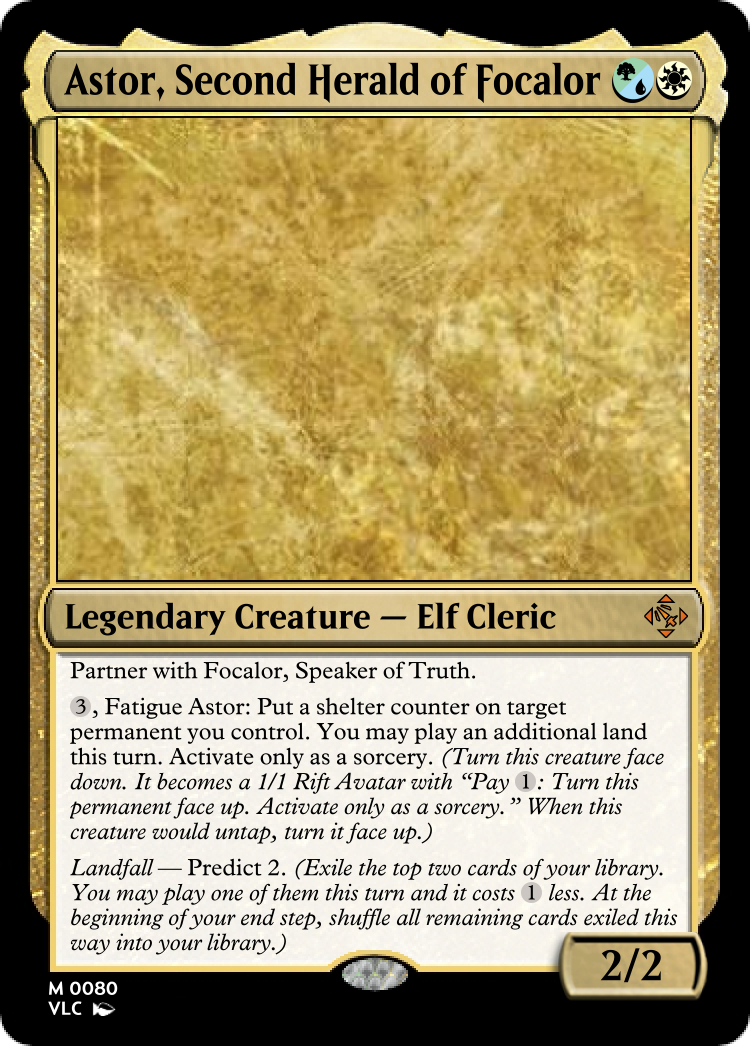 Astor, Second Herald of Focalor
Legendary Creature — Elf Cleric
Partner with Focalor, Speaker of Truth.
3, Fatigue Astor: Put a shelter counter on target
permanent you control. You may play an additional land
this turn. Activate only as a sorcery. (Turn this creature face
down. It becomes a 1/1 Rift Avatar with “Pay 1: Turn this
permanent face up. Activate only as a sorcery.” When this
creature would untap, turn it face up.)
Landfall — Predict 2. (Exile the top two cards of your library.
You may play one of them this turn and it costs 1 less. At the
beginning of your end step, shuffle all remaining cards exiled this
way into your library.)
2/2
M 0080
VLC